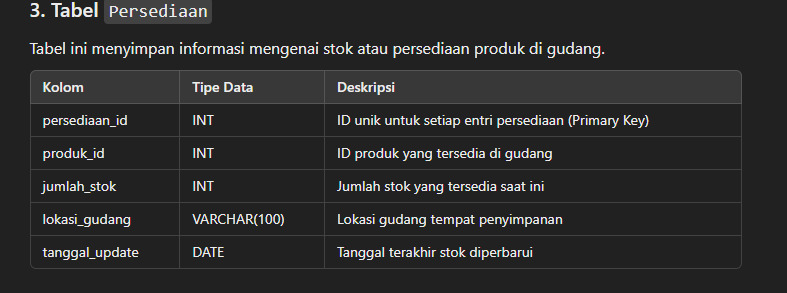 3. Tabel Persediaan
Tabel ini menyimpan informasi mengenai stok atau persediaan produk di gudang.
Kolom Tipe Data Deskripsi
persediaan_id INT ID unik untuk setiap entri persediaan (Primary Key)
produk_id INT ID produk yang tersedia di gudang
jumlah_stok INT Jumlah stok yang tersedia saat ini
lokasi_gudang VARCHAR(100) Lokasi gudang tempat penyimpanan
tanggal_update DATE Tanggal terakhir stok diperbarui